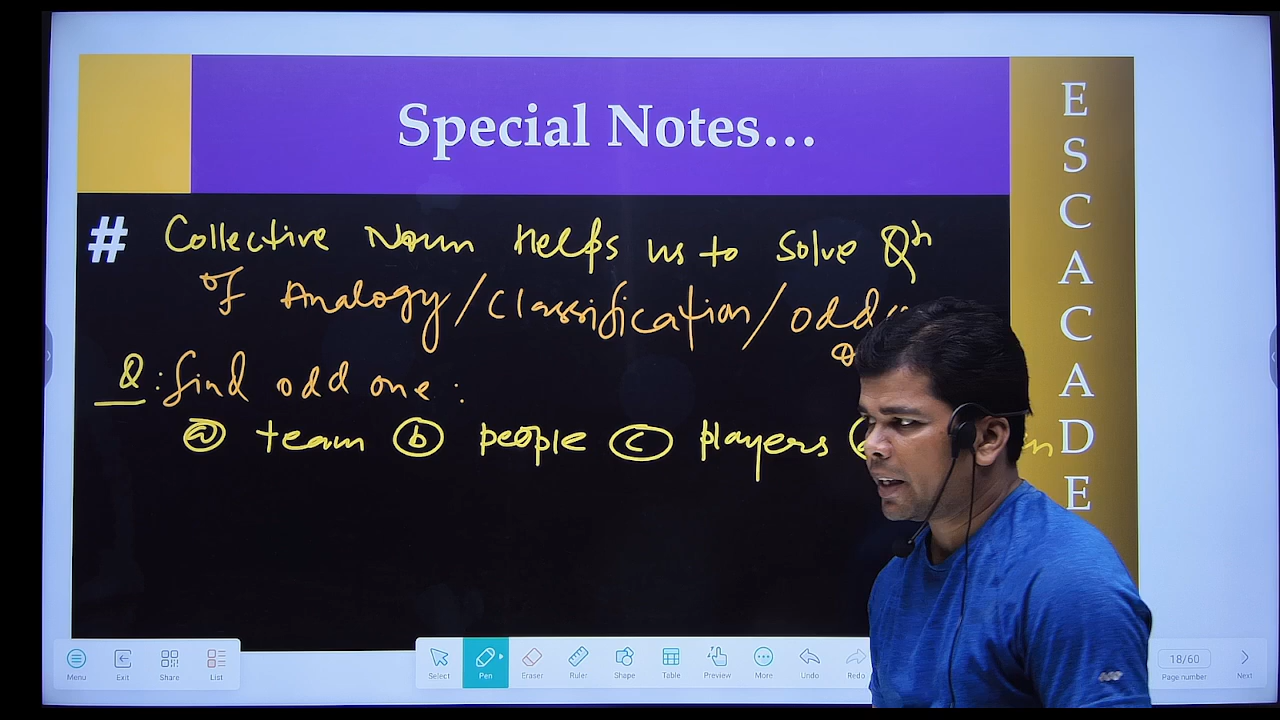 Special Notes...
ESCACADE
# Collective Noun Helps us to Solve Qn
of Analogy/Classification/odd
Q: find odd one:
(a) team (b) people (c) players
Menu Exit Share List
Select Pen Eraser Ruler Shape Table Preview More Undo Redo
18/60
Page number
Next